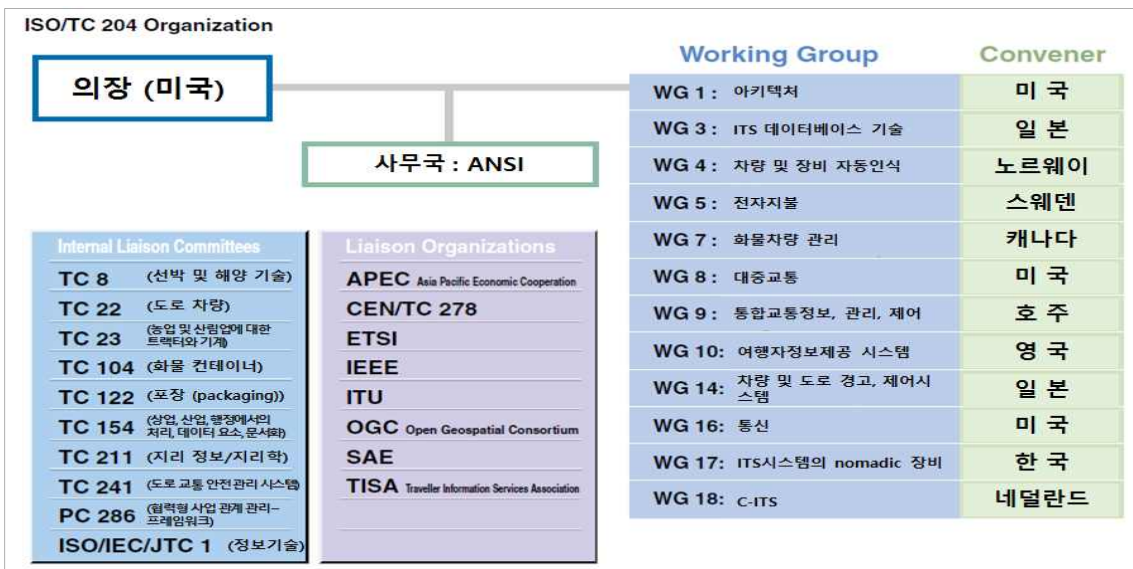 ISO/TC 204 Organization
의장 (미국)
사무국 : ANSI
Internal Liaison Committees
TC 8 (선박 및 해양 기술)
TC 22 (도로 차량)
TC 23 (농업 및 산림업에 대한
트랙터와 기계)
TC 104 (화물 컨테이너)
TC 122 (포장 (packaging))
TC 154 (상업, 산업, 행정에서의
처리, 데이터 요소, 문서화)
TC 211 (지리 정보/지리학)
TC 241 (도로 교통 안전관리 시스템)
PC 286 (협력형 사업 관계 관리–
프레임워크)
ISO/IEC/JTC 1 (정보기술)
Liaison Organizations
APEC Asia Pacific Economic Cooperation
CEN/TC 278
ETSI
IEEE
ITU
OGC Open Geospatial Consortium
SAE
TISA Traveller Information Services Association
Working Group Convener
WG 1 : 아키텍처 미 국
WG 3 : ITS 데이터베이스 기술 일 본
WG 4 : 차량 및 장비 자동인식 노르웨이
WG 5 : 전자지불 스웨덴
WG 7 : 화물차량 관리 캐나다
WG 8 : 대중교통 미 국
WG 9 : 통합교통정보, 관리, 제어 호 주
WG 10: 여행자정보제공 시스템 영 국
WG 14: 차량 및 도로 경고, 제어시
스템 일 본
WG 16: 통신 미 국
WG 17: ITS시스템의 nomadic 장비 한 국
WG 18: C-ITS 네덜란드